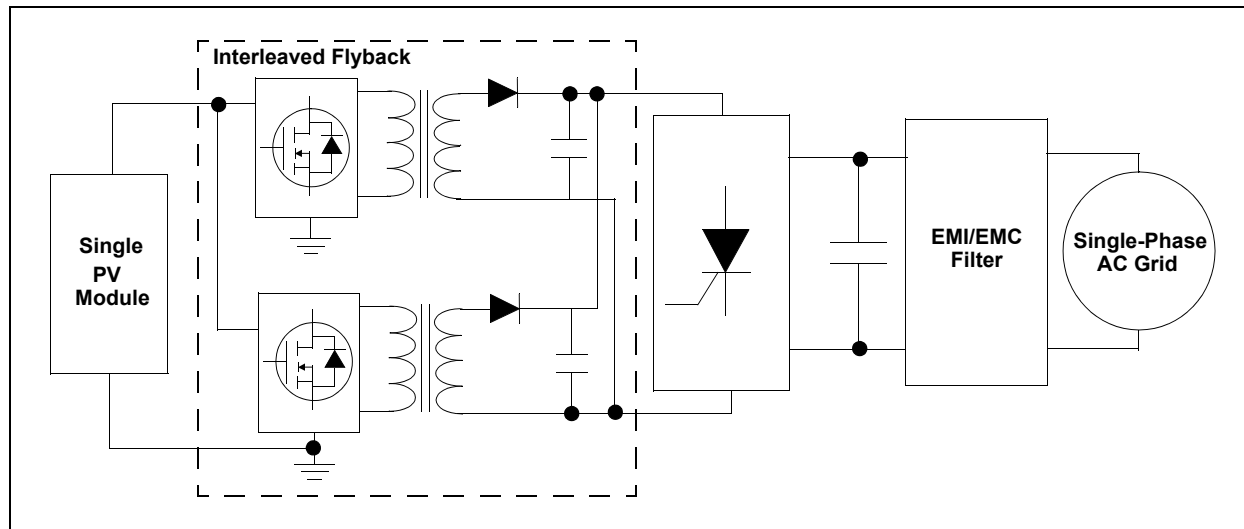 Interleaved Flyback
Single
PV
Module
EMI/EMC
Filter
Single-Phase
AC Grid